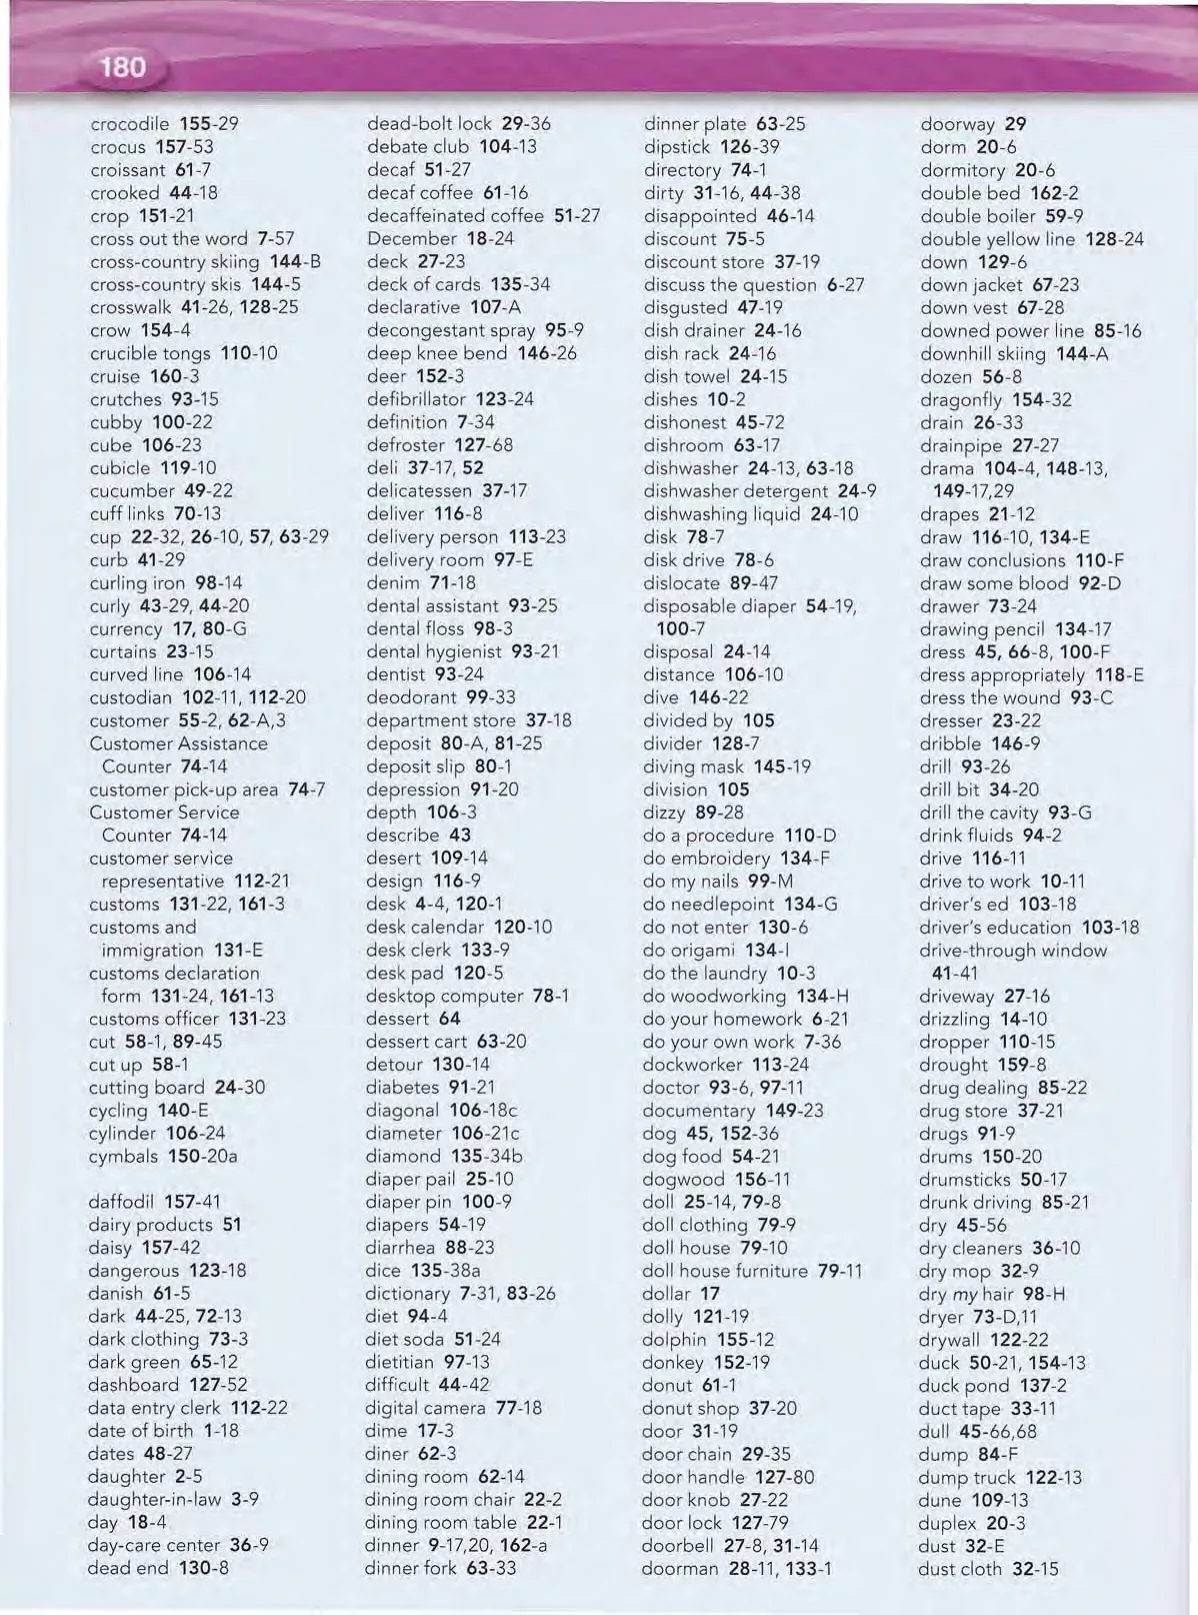 180
crocodile 155-29
crocus 157-53
croissant 61-7
crooked 44-18
crop 151-21
cross out the word 7-57
cross-country skiing 144-B
cross-country skis 144-5
crosswalk 41-26, 128-25
crow 154-4
crucible tongs 110-10
cruise 160-3
crutches 93-15
cubby 100-22
cube 106-23
cubicle 119-10
cucumber 49-22
cuff links 70-13
cup 22-32, 26-10, 57, 63-29
curb 41-29
curling iron 98-14
curly 43-29, 44-20
currency 17, 80-G
curtains 23-15
curved line 106-14
custodian 102-11, 112-20
customer 55-2, 62-A,3
Customer Assistance
Counter 74-14
customer pick-up area 74-7
Customer Service
Counter 74-14
customer service
representative 112-21
customs 131-22, 161-3
customs and
immigration 131-E
customs declaration
form 131-24, 161-13
customs officer 131-23
cut 58-1, 89-45
cut up 58-1
cutting board 24-30
cycling 140-E
cylinder 106-24
cymbals 150-20a
daffodil 157-41
dairy products 51
daisy 157-42
dangerous 123-18
danish 61-5
dark 44-25, 72-13
dark clothing 73-3
dark green 65-12
dashboard 127-52
data entry clerk 112-22
date of birth 1-18
dates 48-27
daughter 2-5
daughter-in-law 3-9
day 18-4
day-care center 36-9
dead end 130-8
dead-bolt lock 29-36
debate club 104-13
decaf 51-27
decaf coffee 61-16
decaffeinated coffee 51-27
December 18-24
deck 27-23
deck of cards 135-34
declarative 107-A
decongestant spray 95-9
deep knee bend 146-26
deer 152-3
defibrillator 123-24
definition 7-34
defroster 127-68
deli 37-17, 52
delicatessen 37-17
deliver 116-8
delivery person 113-23
delivery room 97-E
denim 71-18
dental assistant 93-25
dental floss 98-3
dental hygienist 93-21
dentist 93-24
deodorant 99-33
department store 37-18
deposit 80-A, 81-25
deposit slip 80-1
depression 91-20
depth 106-3
describe 43
desert 109-14
design 116-9
desk 4-4, 120-1
desk calendar 120-10
desk clerk 133-9
desk pad 120-5
desktop computer 78-1
dessert 64
dessert cart 63-20
detour 130-14
diabetes 91-21
diagonal 106-18c
diameter 106-21c
diamond 135-34b
diaper pail 25-10
diaper pin 100-9
diapers 54-19
diarrhea 88-23
dice 135-38a
dictionary 7-31, 83-26
diet 94-4
diet soda 51-24
dietitian 97-13
difficult 44-42
digital camera 77-18
dime 17-3
diner 62-3
dining room 62-14
dining room chair 22-2
dining room table 22-1
dinner 9-17,20, 162-a
dinner fork 63-33
dinner plate 63-25
dipstick 126-39
directory 74-1
dirty 31-16, 44-38
disappointed 46-14
discount 75-5
discount store 37-19
discuss the question 6-27
disgusted 47-19
dish drainer 24-16
dish rack 24-16
dish towel 24-15
dishes 10-2
dishonest 45-72
dishroom 63-17
dishwasher 24-13, 63-18
dishwasher detergent 24-9
dishwashing liquid 24-10
disk 78-7
disk drive 78-6
dislocate 89-47
disposable diaper 54-19,
100-7
disposal 24-14
distance 106-10
dive 146-22
divided by 105
divider 128-7
diving mask 145-19
division 105
dizzy 89-28
do a procedure 110-D
do embroidery 134-F
do my nails 99-M
do needlepoint 134-G
do not enter 130-6
do origami 134-I
do the laundry 10-3
do woodworking 134-H
do your homework 6-21
do your own work 7-36
dockworker 113-24
doctor 93-6, 97-11
documentary 149-23
dog 45, 152-36
dog food 54-21
dogwood 156-11
doll 25-14, 79-8
doll clothing 79-9
doll house 79-10
doll house furniture 79-11
dollar 17
dolly 121-19
dolphin 155-12
donkey 152-19
donut 61-1
donut shop 37-20
door 31-19
door chain 29-35
door handle 127-80
door knob 27-22
door lock 127-79
doorbell 27-8, 31-14
doorman 28-11, 133-1
doorway 29
dorm 20-6
dormitory 20-6
double bed 162-2
double boiler 59-9
double yellow line 128-24
down 129-6
down jacket 67-23
down vest 67-28
downed power line 85-16
downhill skiing 144-A
dozen 56-8
dragonfly 154-32
drain 26-33
drainpipe 27-27
drama 104-4, 148-13,
149-17,29
drapes 21-12
draw 116-10, 134-E
draw conclusions 110-F
draw some blood 92-D
drawer 73-24
drawing pencil 134-17
dress 45, 66-8, 100-F
dress appropriately 118-E
dress the wound 93-C
dresser 23-22
dribble 146-9
drill 93-26
drill bit 34-20
drill the cavity 93-G
drink fluids 94-2
drive 116-11
drive to work 10-11
driver's ed 103-18
driver's education 103-18
drive-through window
41-41
driveway 27-16
drizzling 14-10
dropper 110-15
drought 159-8
drug dealing 85-22
drug store 37-21
drugs 91-9
drums 150-20
drumsticks 50-17
drunk driving 85-21
dry 45-56
dry cleaners 36-10
dry mop 32-9
dry my hair 98-H
dryer 73-D,11
drywall 122-22
duck 50-21, 154-13
duck pond 137-2
duct tape 33-11
dull 45-66,68
dump 84-F
dump truck 122-13
dune 109-13
duplex 20-3
dust 32-E
dust cloth 32-15